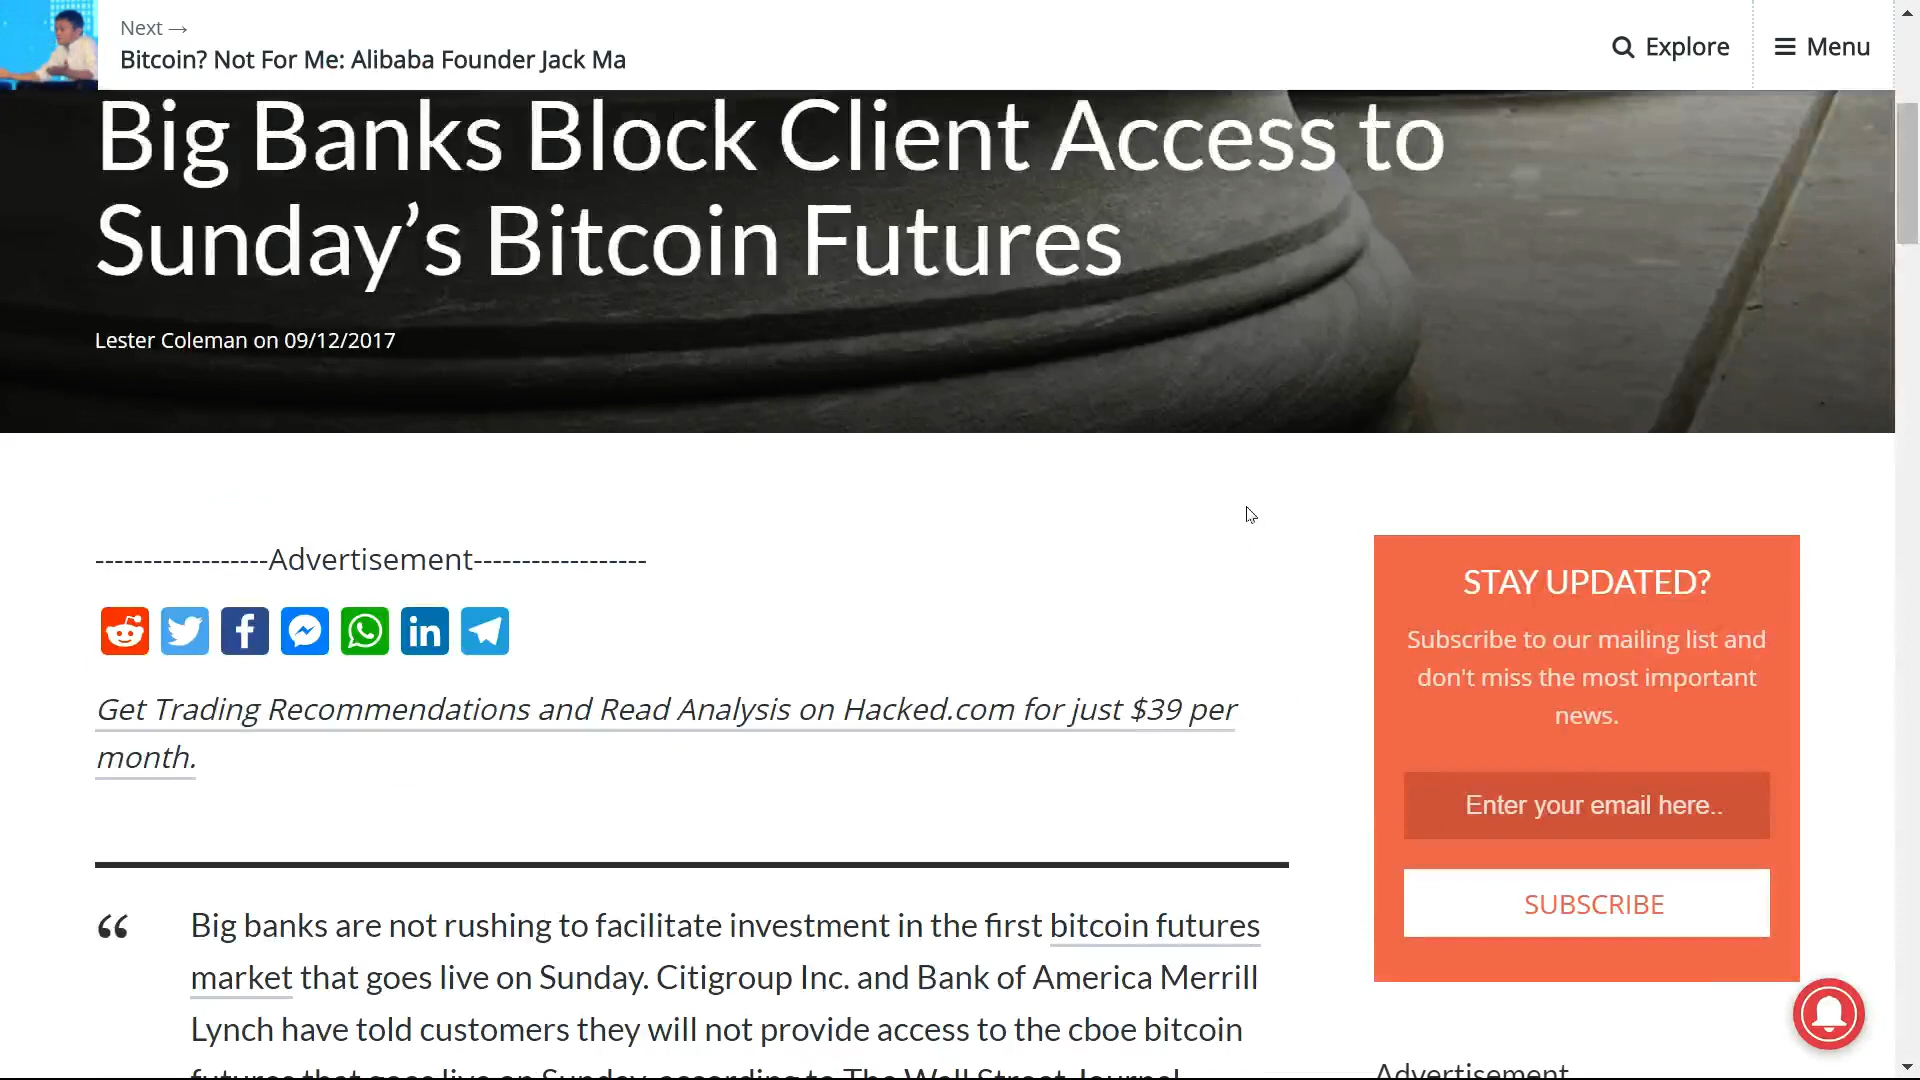 Next →
Bitcoin? Not For Me: Alibaba Founder Jack Ma
Explore
Menu
Big Banks Block Client Access to
Sunday’s Bitcoin Futures
Lester Coleman on 09/12/2017
------------------Advertisement------------------
Get Trading Recommendations and Read Analysis on Hacked.com for just $39 per
month.
“ Big banks are not rushing to facilitate investment in the first bitcoin futures
market that goes live on Sunday. Citigroup Inc. and Bank of America Merrill
Lynch have told customers they will not provide access to the cboe bitcoin
futures that goes live on Sunday, according to The Wall Street Journal.
STAY UPDATED?
Subscribe to our mailing list and
don't miss the most important
news.
Enter your email here..
SUBSCRIBE
Advertisement